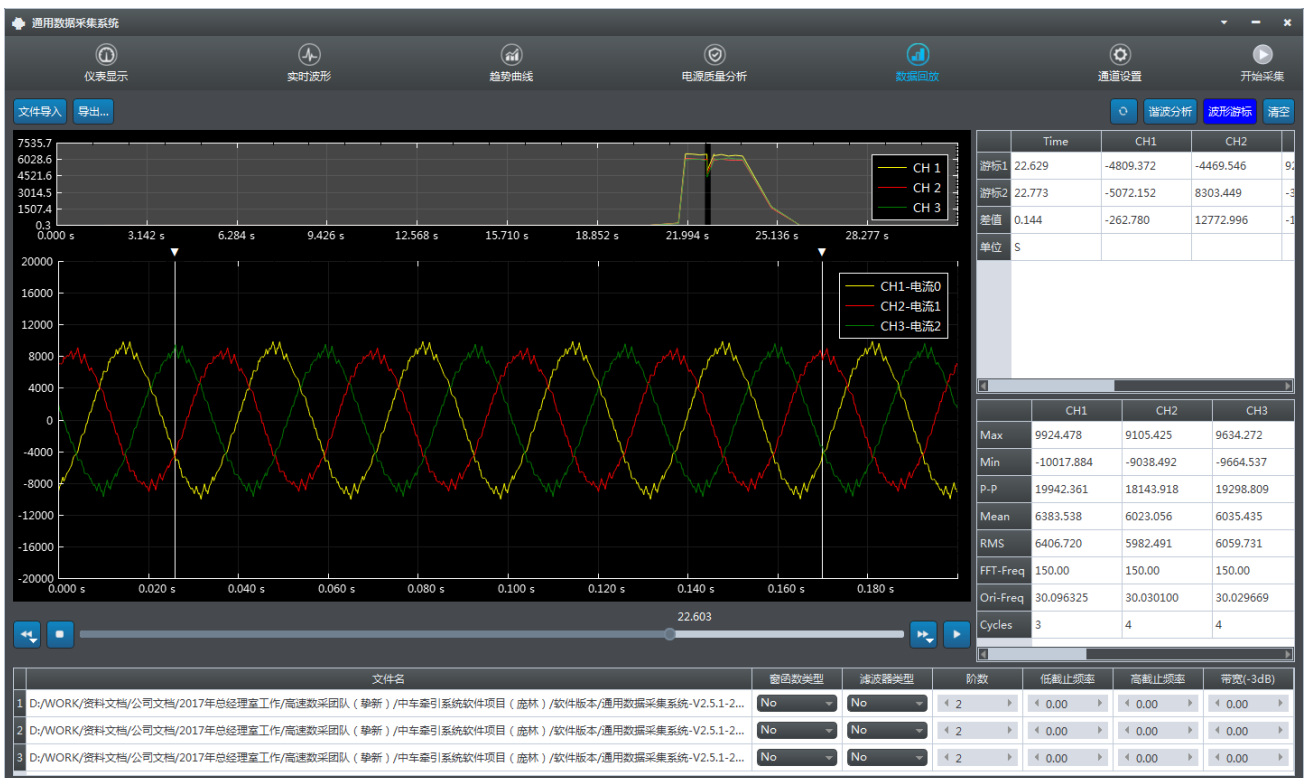 通用数据采集系统
仪表显示 实时波形 趋势曲线 电源质量分析 数据回放 通道设置 开始采集
文件导入 导出... 谐波分析 波形游标 清空
7535.7
6028.6
4521.6
3014.5
1507.4
0.3
CH 1
CH 2
CH 3
0.000 s 3.142 s 6.284 s 9.426 s 12.568 s 15.710 s 18.852 s 21.994 s 25.136 s 28.277 s
20000
16000
12000
8000
4000
0
-4000
-8000
-12000
-16000
-20000
CH1-电流0
CH2-电流1
CH3-电流2
0.000 s 0.020 s 0.040 s 0.060 s 0.080 s 0.100 s 0.120 s 0.140 s 0.160 s 0.180 s
22.603
Time CH1 CH2
游标1 22.629 -4809.372 -4469.546 92
游标2 22.773 -5072.152 8303.449 -3
差值 0.144 -262.780 12772.996 -1
单位 S
CH1 CH2 CH3
Max 9924.478 9105.425 9634.272
Min -10017.884 -9038.492 -9664.537
P-P 19942.361 18143.918 19298.809
Mean 6383.538 6023.056 6035.435
RMS 6406.720 5982.491 6059.731
FFT-Freq 150.00 150.00 150.00
Ori-Freq 30.096325 30.030100 30.029669
Cycles 3 4 4
文件名 窗函数类型 滤波器类型 阶数 低截止频率 高截止频率 带宽(-3dB)
1 D:/WORK/资料文档/公司文档/2017年总经理室工作/高速数采团队（挚新）/中车牵引系统软件项目（庞林）/软件版本/通用数据采集系统-V2.5.1-2... No No 2 0.00 0.00 0.00
2 D:/WORK/资料文档/公司文档/2017年总经理室工作/高速数采团队（挚新）/中车牵引系统软件项目（庞林）/软件版本/通用数据采集系统-V2.5.1-2... No No 2 0.00 0.00 0.00
3 D:/WORK/资料文档/公司文档/2017年总经理室工作/高速数采团队（挚新）/中车牵引系统软件项目（庞林）/软件版本/通用数据采集系统-V2.5.1-2... No No 2 0.00 0.00 0.00